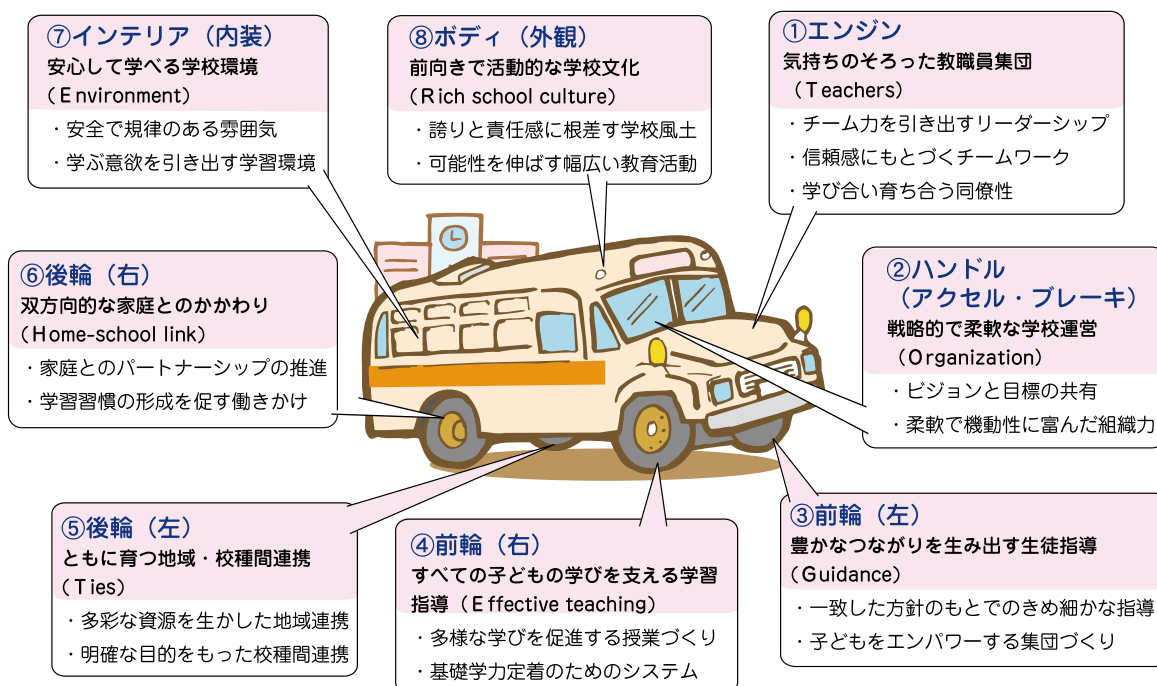 ①エンジン
気持ちのそろった教職員集団
（Teachers）
・チーム力を引き出すリーダーシップ
・信頼感にもとづくチームワーク
・学び合い育ち合う同僚性
②ハンドル
（アクセル・ブレーキ）
戦略的で柔軟な学校運営
（Organization）
・ビジョンと目標の共有
・柔軟で機動性に富んだ組織力
③前輪（左）
豊かなつながりを生み出す生徒指導
（Guidance）
・一致した方針のもとでのきめ細かな指導
・子どもをエンパワーする集団づくり
④前輪（右）
すべての子どもの学びを支える学習
指導（Effective teaching）
・多様な学びを促進する授業づくり
・基礎学力定着のためのシステム
⑤後輪（左）
ともに育つ地域・校種間連携
（Ties）
・多彩な資源を生かした地域連携
・明確な目的をもった校種間連携
⑥後輪（右）
双方向的な家庭とのかかわり
（Home-school link）
・家庭とのパートナーシップの推進
・学習習慣の形成を促す働きかけ
⑦インテリア（内装）
安心して学べる学校環境
（Environment）
・安全で規律のある雰囲気
・学ぶ意欲を引き出す学習環境
⑧ボディ（外観）
前向きで活動的な学校文化
（Rich school culture）
・誇りと責任感に根差す学校風土
・可能性を伸ばす幅広い教育活動